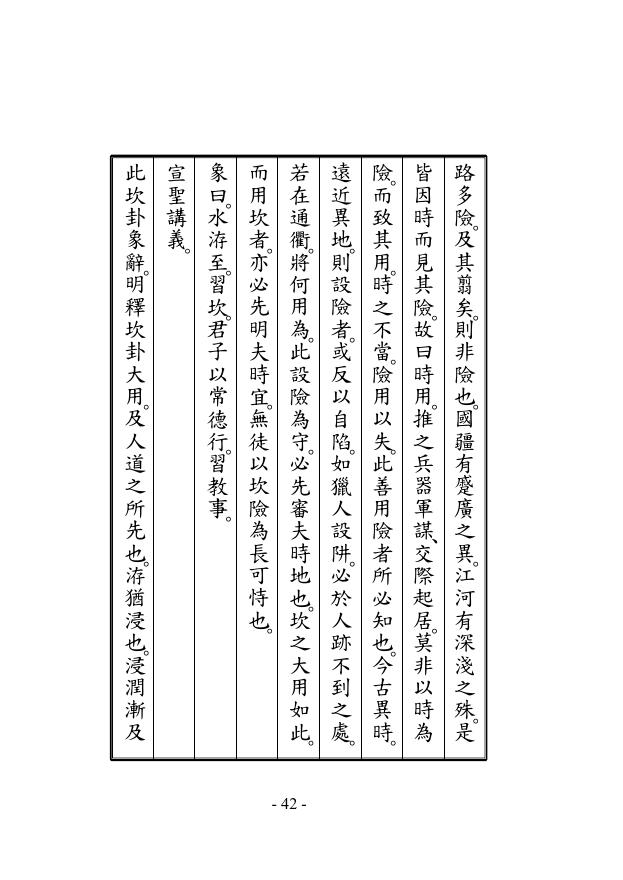 路多險。及其翦矣。則非險也。國疆有蹙廣之異。江河有深淺之殊。是
皆因時而見其險。故曰時用。推之兵器軍謀、交際起居。莫非以時為
險。而致其用。時之不當。險用以失。此善用險者所必知也。今古異時。
遠近異地。則設險者。或反以自陷。如獵人設阱。必於人跡不到之處。
若在通衢。將何用為。此設險為守。必先審夫時地也。坎之大用如此。
而用坎者。亦必先明夫時宜。無徒以坎險為長可恃也。
象曰。水洊至。習坎。君子以常德行。習教事。
宣聖講義。
此坎卦象辭。明釋坎卦大用。及人道之所先也。洊猶浸也。浸潤漸及
- 42 -